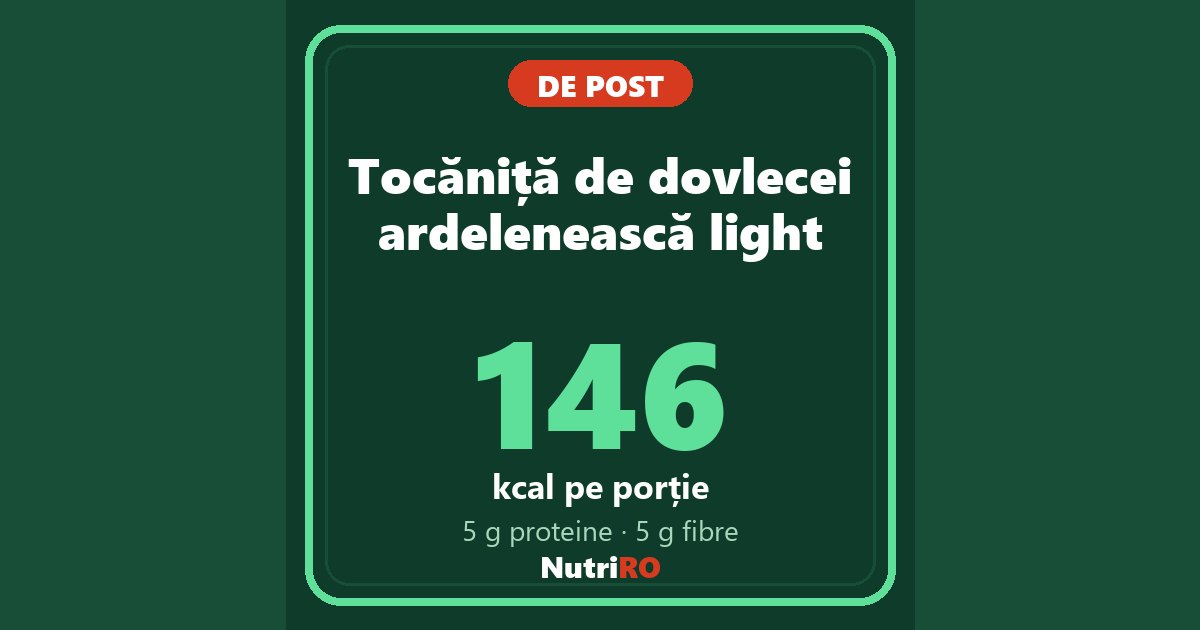 DE POST
Tocăniță de dovlecei
ardelenească light
146
kcal pe porție
5 g proteine · 5 g fibre
NutriRO